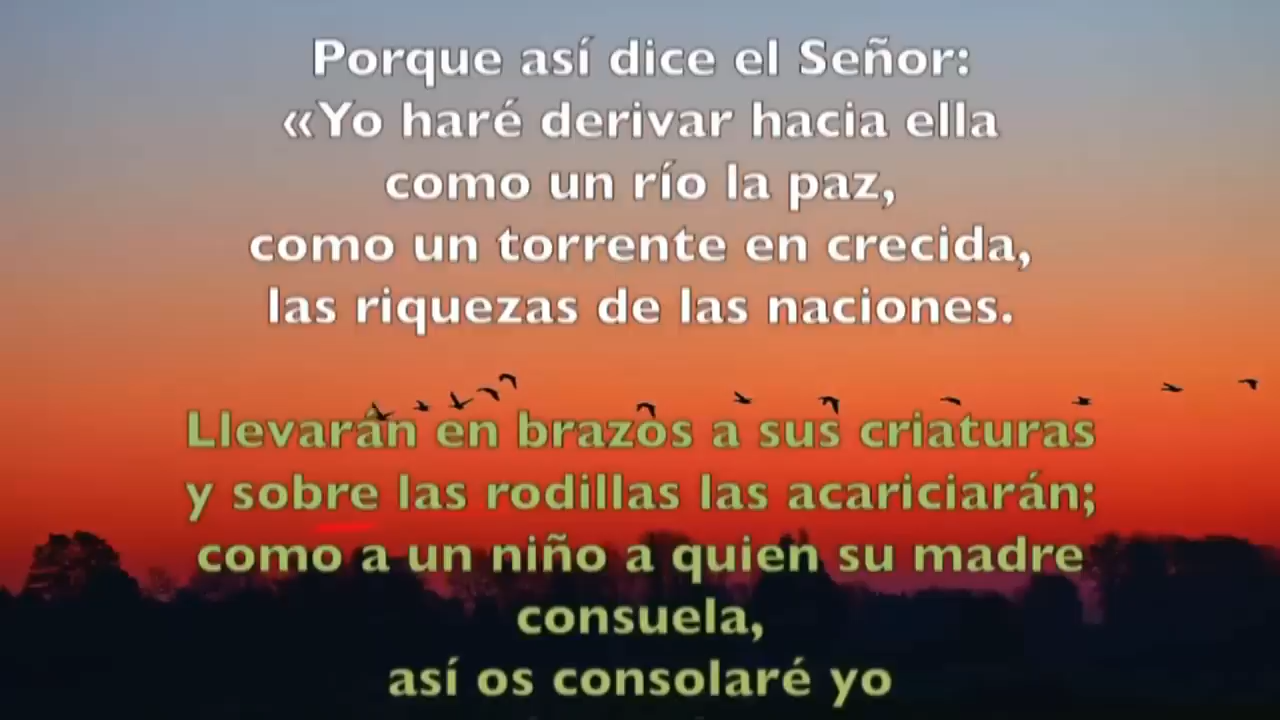 Porque así dice el Señor:
«Yo haré derivar hacia ella
como un río la paz,
como un torrente en crecida,
las riquezas de las naciones.
Llevarán en brazos a sus criaturas
y sobre las rodillas las acariciarán;
como a un niño a quien su madre
consuela,
así os consolaré yo